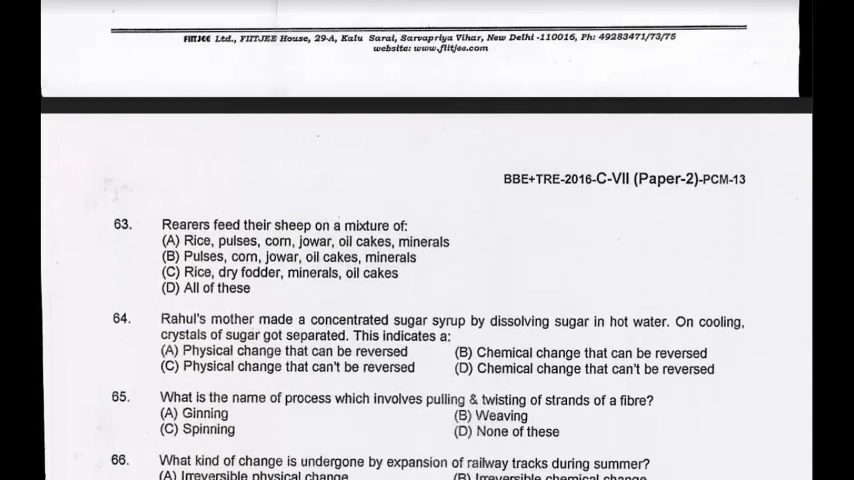 FIITJEE Ltd., FIITJEE House, 29-A, Kalu Sarai, Sarvapriya Vihar, New Delhi -110016, Ph: 49283471/73/75
website: www.fiitjee.com
BBE+TRE-2016-C-VII (Paper-2)-PCM-13
63. Rearers feed their sheep on a mixture of:
(A) Rice, pulses, corn, jowar, oil cakes, minerals
(B) Pulses, corn, jowar, oil cakes, minerals
(C) Rice, dry fodder, minerals, oil cakes
(D) All of these
64. Rahul's mother made a concentrated sugar syrup by dissolving sugar in hot water. On cooling,
crystals of sugar got separated. This indicates a:
(A) Physical change that can be reversed (B) Chemical change that can be reversed
(C) Physical change that can't be reversed (D) Chemical change that can't be reversed
65. What is the name of process which involves pulling & twisting of strands of a fibre?
(A) Ginning (B) Weaving
(C) Spinning (D) None of these
66. What kind of change is undergone by expansion of railway tracks during summer?
(A) Irreversible physical change (B) Irreversible chemical change